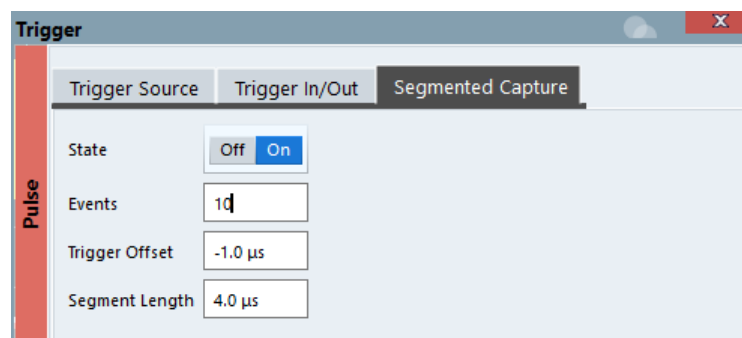 Trigger
Trigger Source Trigger In/Out Segmented Capture
State Off On
Events 10
Trigger Offset -1.0 µs
Segment Length 4.0 µs
Pulse